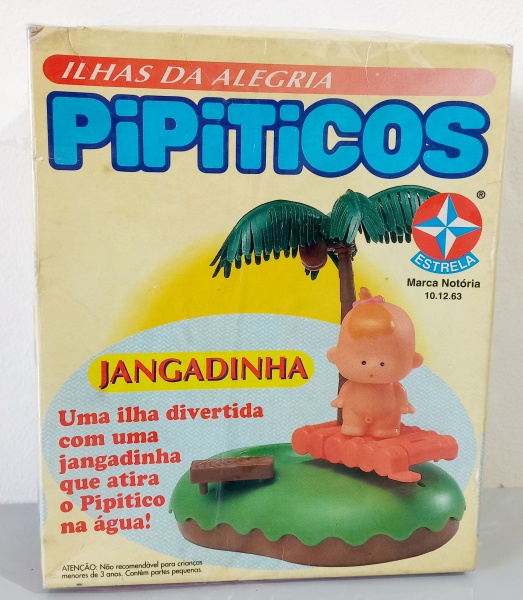 ILHAS DA ALEGRIA
PiPiTiCOS
®
ESTRELA
Marca Notória
10.12.63
JANGADINHA
Uma ilha divertida
com uma
jangadinha
que atira
o Pipitico
na água!
ATENÇÃO: Não recomendável para crianças
menores de 3 anos. Contém partes pequenas.